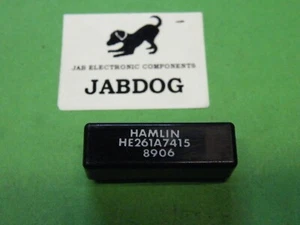 JAB ELECTRONIC COMPONENTS
JABDOG
HAMLIN
HE261A7415
8906